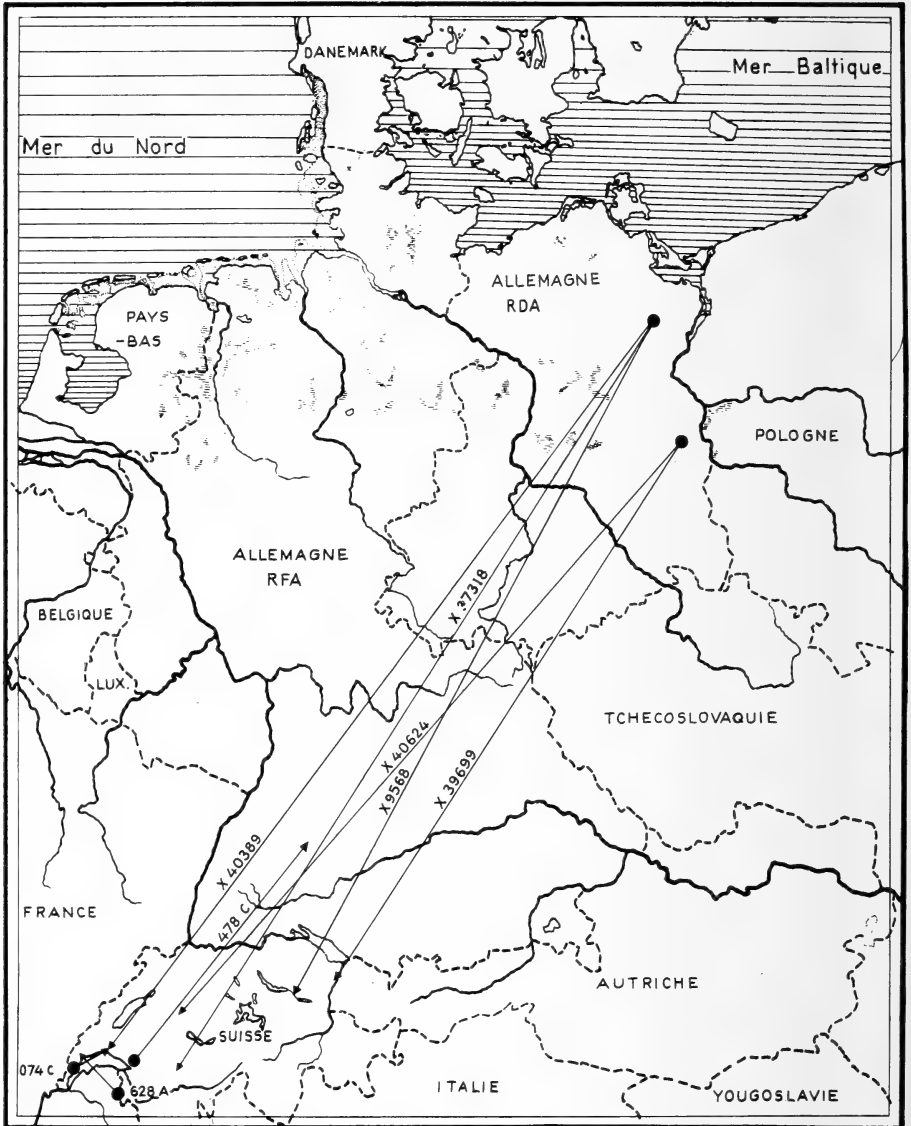 DANEMARK
Mer Baltique
Mer du Nord
ALLEMAGNE
RDA
PAYS
-BAS
POLOGNE
ALLEMAGNE
RFA
X 37318
BELGIQUE
LUX.
TCHECOSLOVAQUIE
X 40624
X9568
X 39699
X 40389
478 C
FRANCE
AUTRICHE
SUISSE
074 C
628 A
ITALIE
YOUGOSLAVIE